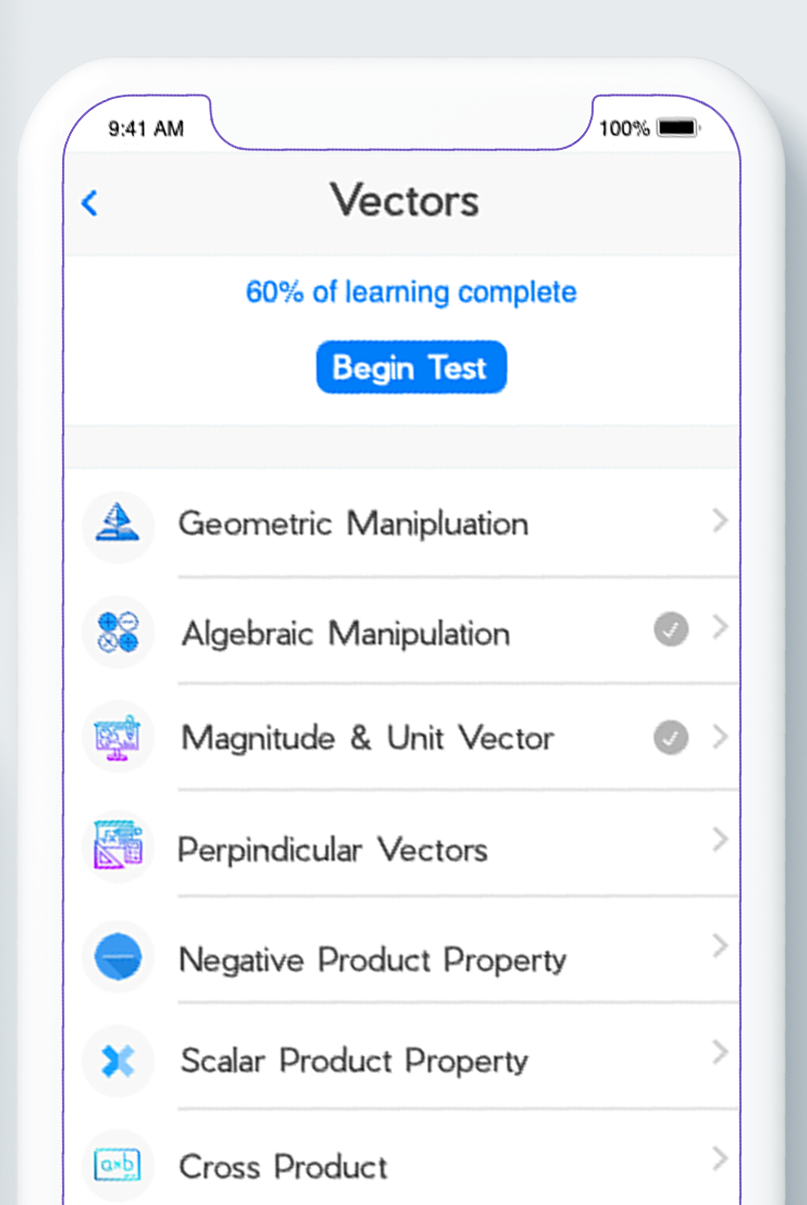 9:41 AM
100%
Vectors
60% of learning complete
Begin Test
Geometric Manipluation
Algebraic Manipulation
Magnitude & Unit Vector
Perpindicular Vectors
Negative Product Property
Scalar Product Property
axb
Cross Product